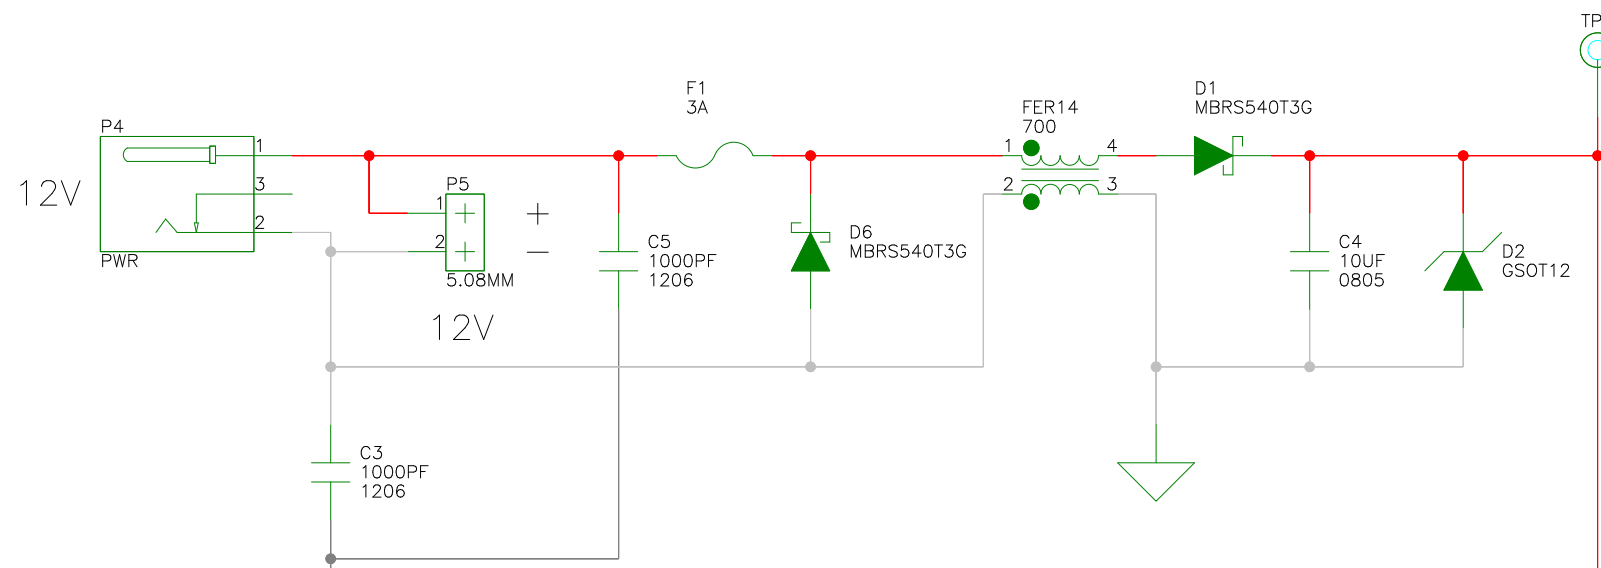 TP
F1
3A
D1
MBRS540T3G
FER14
700
P4
1
1
4
12V
3
P5
2
3
1
+
2
2
−
D6
MBRS540T3G
C5
1000PF
1206
C4
10UF
0805
D2
GSOT12
PWR
5.08MM
12V
C3
1000PF
1206